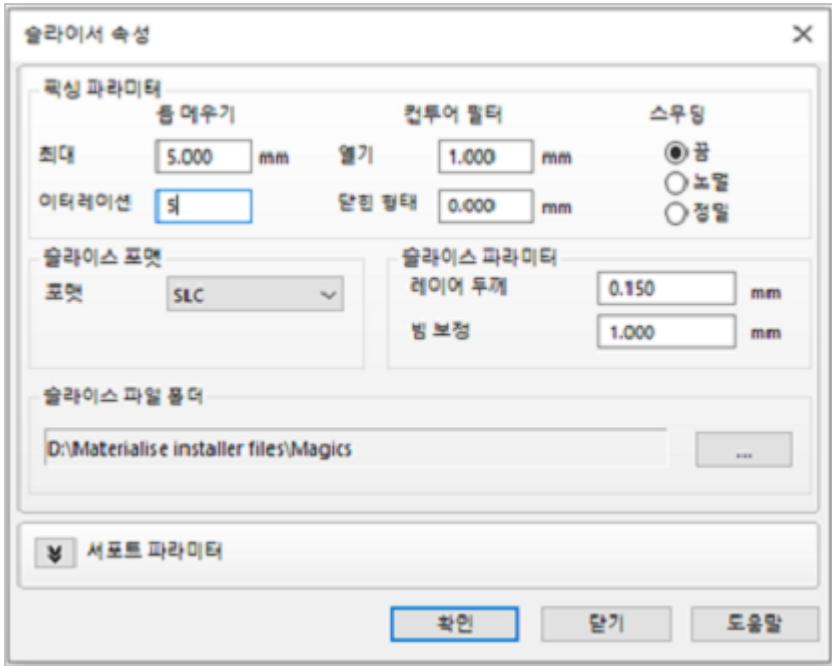 슬라이서 속성
픽싱 파라미터
틈 메우기 컨투어 필터 스무딩
최대 5.000 mm 열기 1.000 mm 꿈
노멀
이터레이션 5 닫힌 형태 0.000 mm 정밀
슬라이스 포맷 슬라이스 파라미터
포맷 SLC 레이어 두께 0.150 mm
빔 보정 1.000 mm
슬라이스 파일 폴더
D:\Materialise installer files\Magics ...
서포트 파라미터
확인 닫기 도움말